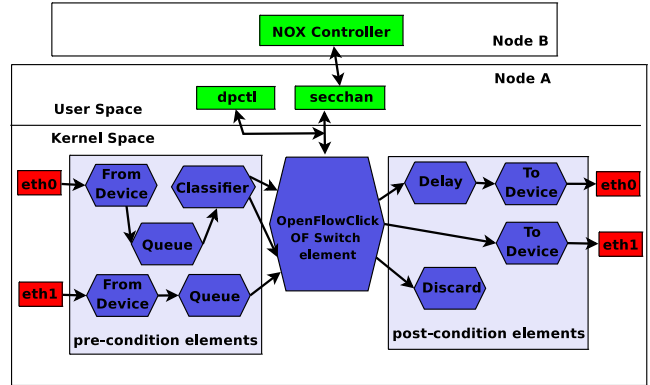 NOX Controller
Node B
Node A
dpctl
secchan
User Space
Kernel Space
eth0
From
Device
Classifier
Queue
eth1
From
Device
Queue
pre-condition elements
OpenFlowClick
OF Switch
element
Delay
To
Device
eth0
To
Device
eth1
Discard
post-condition elements